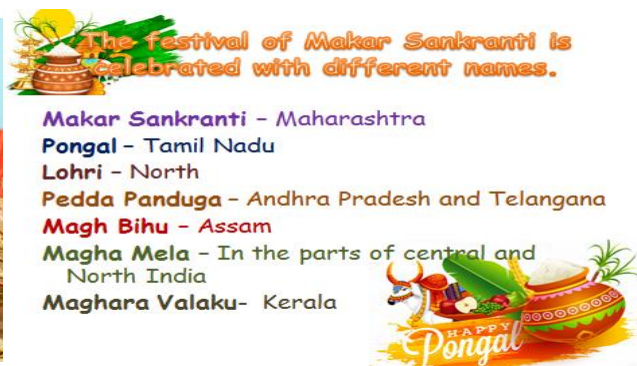 The festival of Makar Sankranti is
celebrated with different names.
Makar Sankranti – Maharashtra
Pongal – Tamil Nadu
Lohri – North
Pedda Panduga – Andhra Pradesh and Telangana
Magh Bihu – Assam
Magha Mela – In the parts of central and
North India
Maghara Valaku- Kerala
HAPPY
Pongal